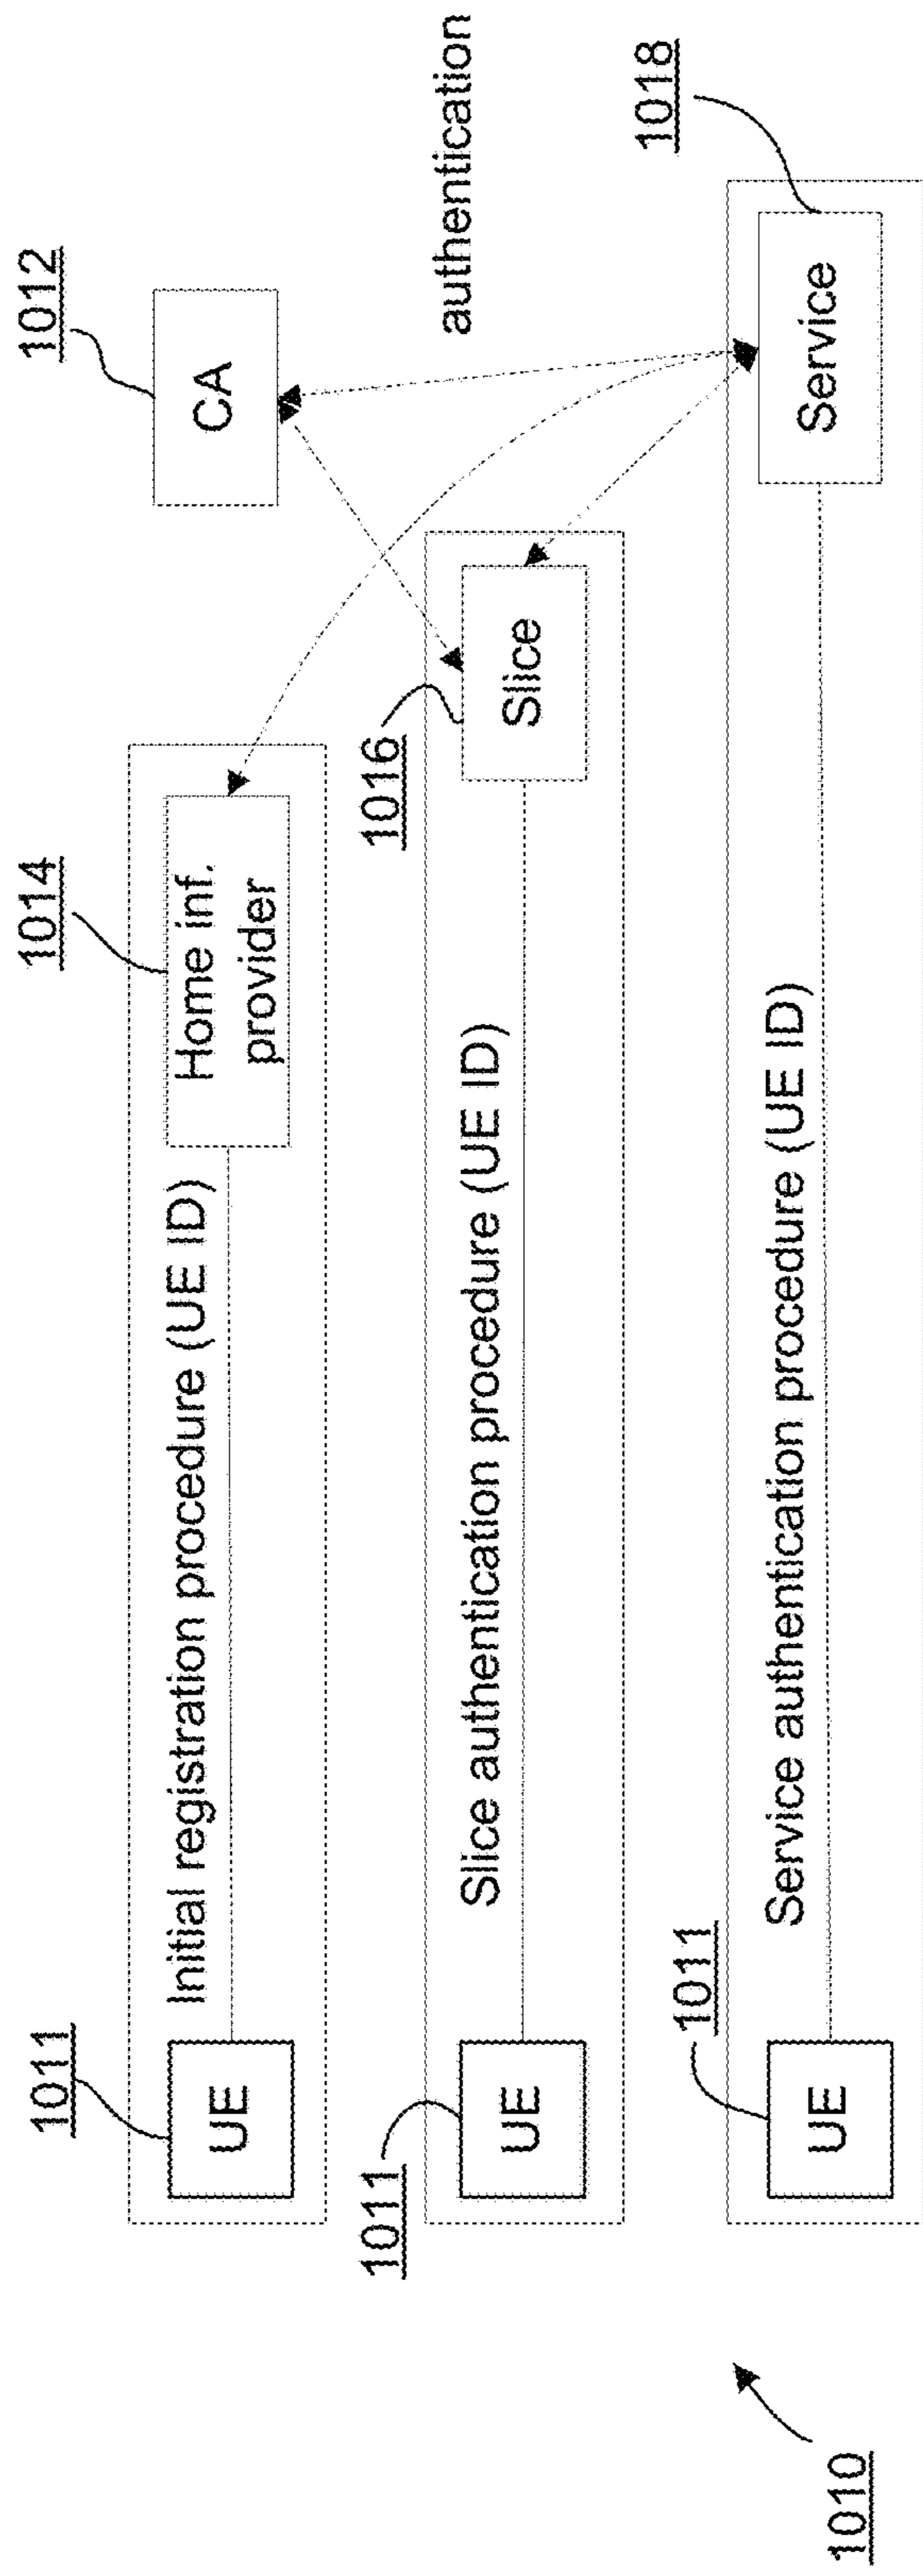 1012
CA
authentication
1014
Home inf.
provider
1011
UE
Initial registration procedure (UE ID)
1016
Slice
1011
UE
Slice authentication procedure (UE ID)
1018
Service
1011
UE
Service authentication procedure (UE ID)
1010